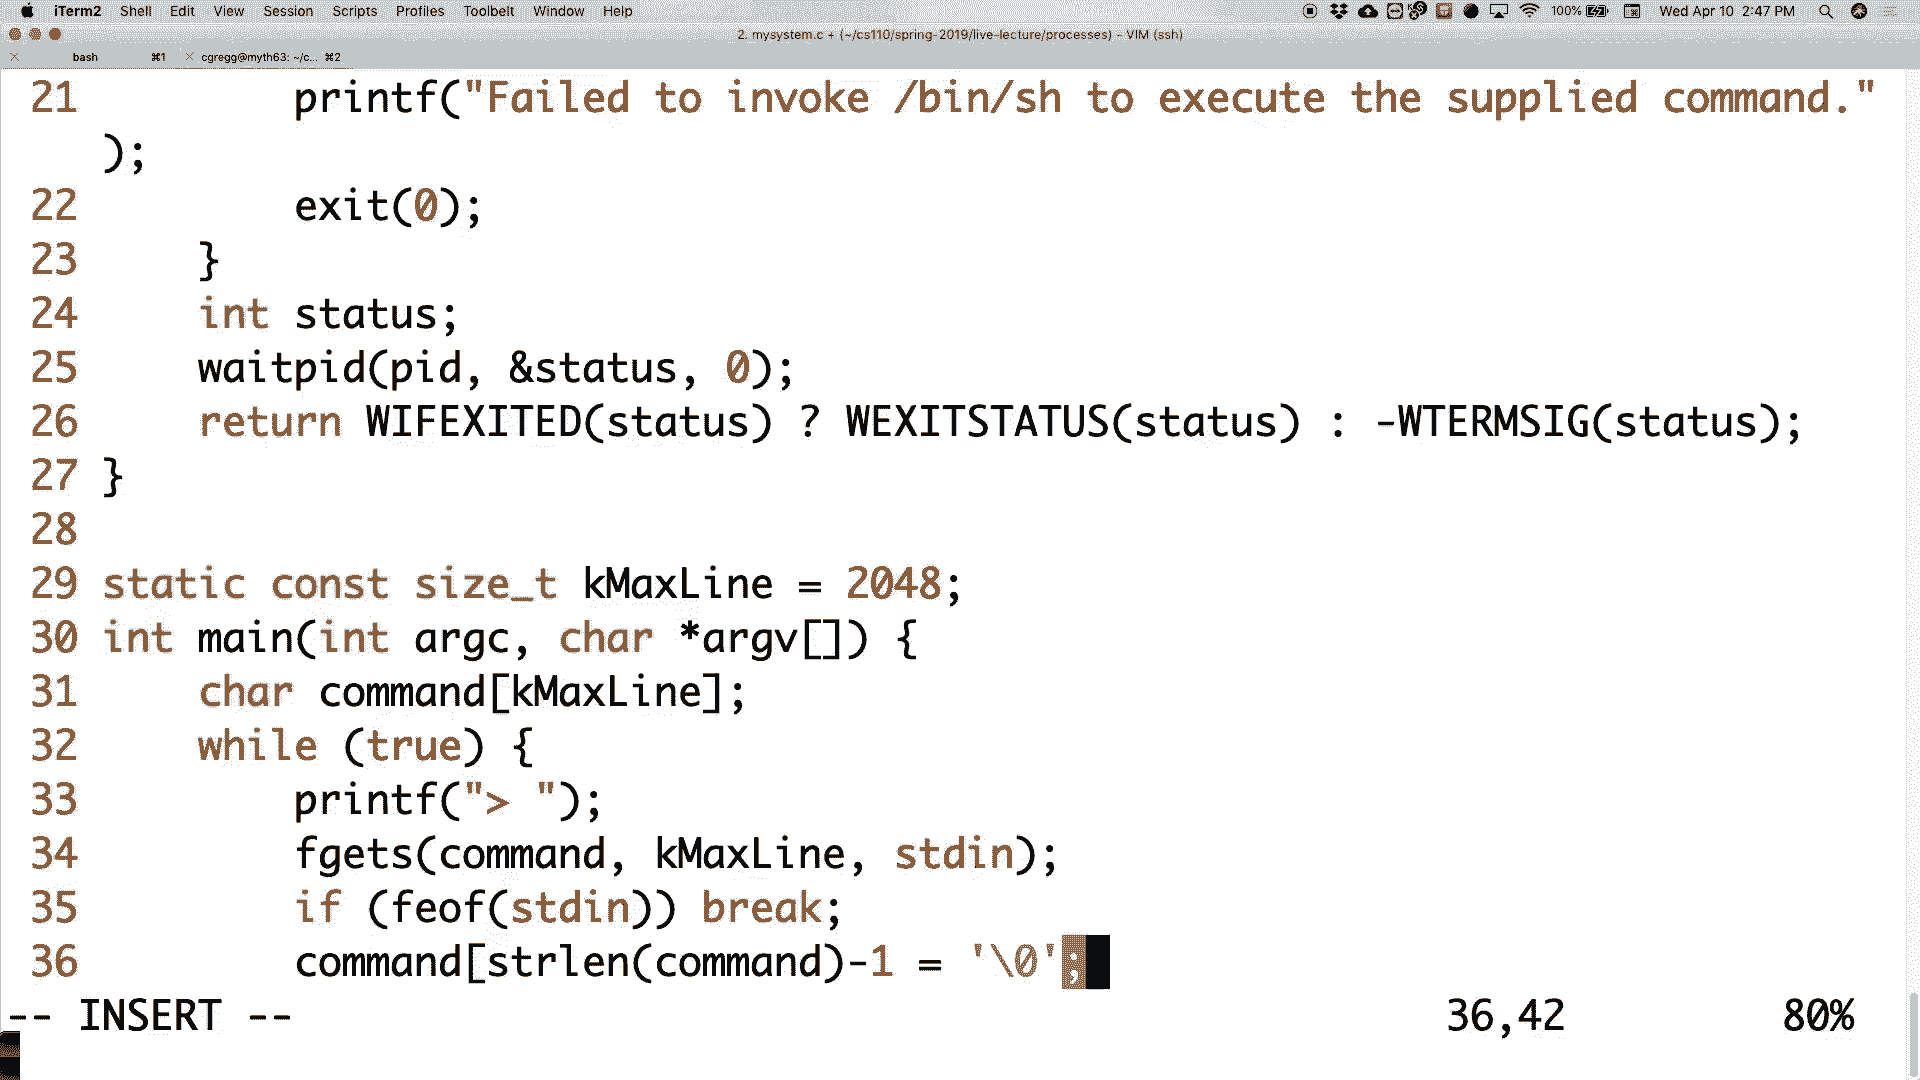 iTerm2 Shell Edit View Session Scripts Profiles Toolbelt Window Help 100% Wed Apr 10 2:47 PM
2. mysystem.c + (~/cs110/spring-2019/live-lecture/processes) - VIM (ssh)
bash ⌘1 cgregg@myth63: ~/c... ⌘2
21 printf("Failed to invoke /bin/sh to execute the supplied command."
);
22 exit(0);
23 }
24 int status;
25 waitpid(pid, &status, 0);
26 return WIFEXITED(status) ? WEXITSTATUS(status) : -WTERMSIG(status);
27 }
28
29 static const size_t kMaxLine = 2048;
30 int main(int argc, char *argv[]) {
31 char command[kMaxLine];
32 while (true) {
33 printf("> ");
34 fgets(command, kMaxLine, stdin);
35 if (feof(stdin)) break;
36 command[strlen(command)-1 = '\0';
-- INSERT -- 36,42 80%